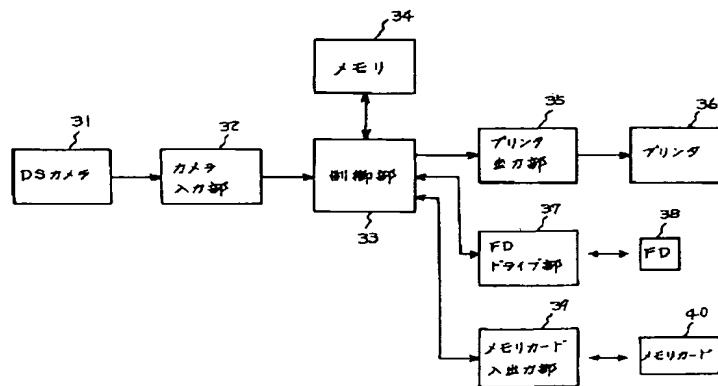 34
メモリ
31
DSカメラ
32
カメラ
入力部
制御部
33
35
プリンタ
出力部
36
プリンタ
37
FD
ドライブ部
38
FD
39
メモリカード
入出力部
40
メモリカード